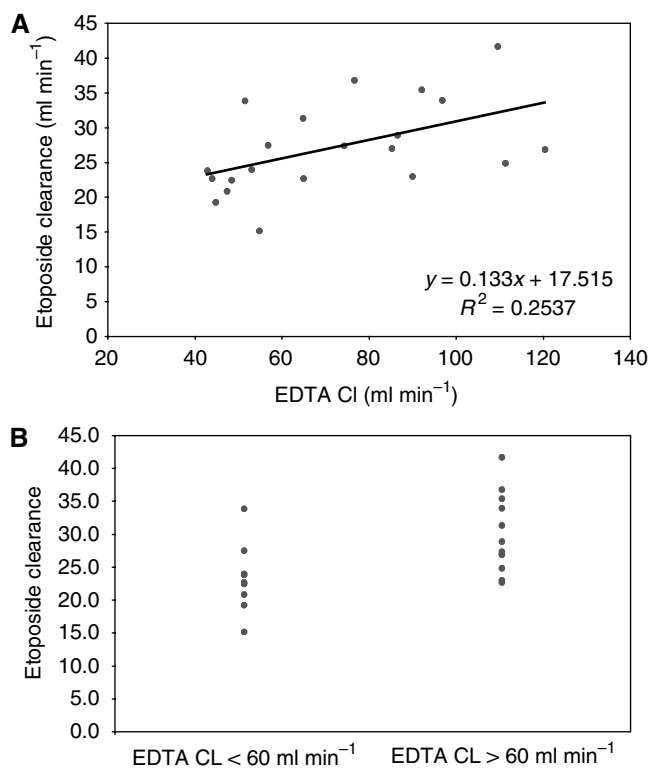 A
45
40
35
30
25
20
15
10
5
0
Etoposide clearance (ml min⁻¹)
y = 0.133x + 17.515
R² = 0.2537
20 40 60 80 100 120 140
EDTA Cl (ml min⁻¹)
B
45.0
40.0
35.0
30.0
25.0
20.0
15.0
10.0
5.0
0.0
Etoposide clearance
EDTA CL < 60 ml min⁻¹ EDTA CL > 60 ml min⁻¹